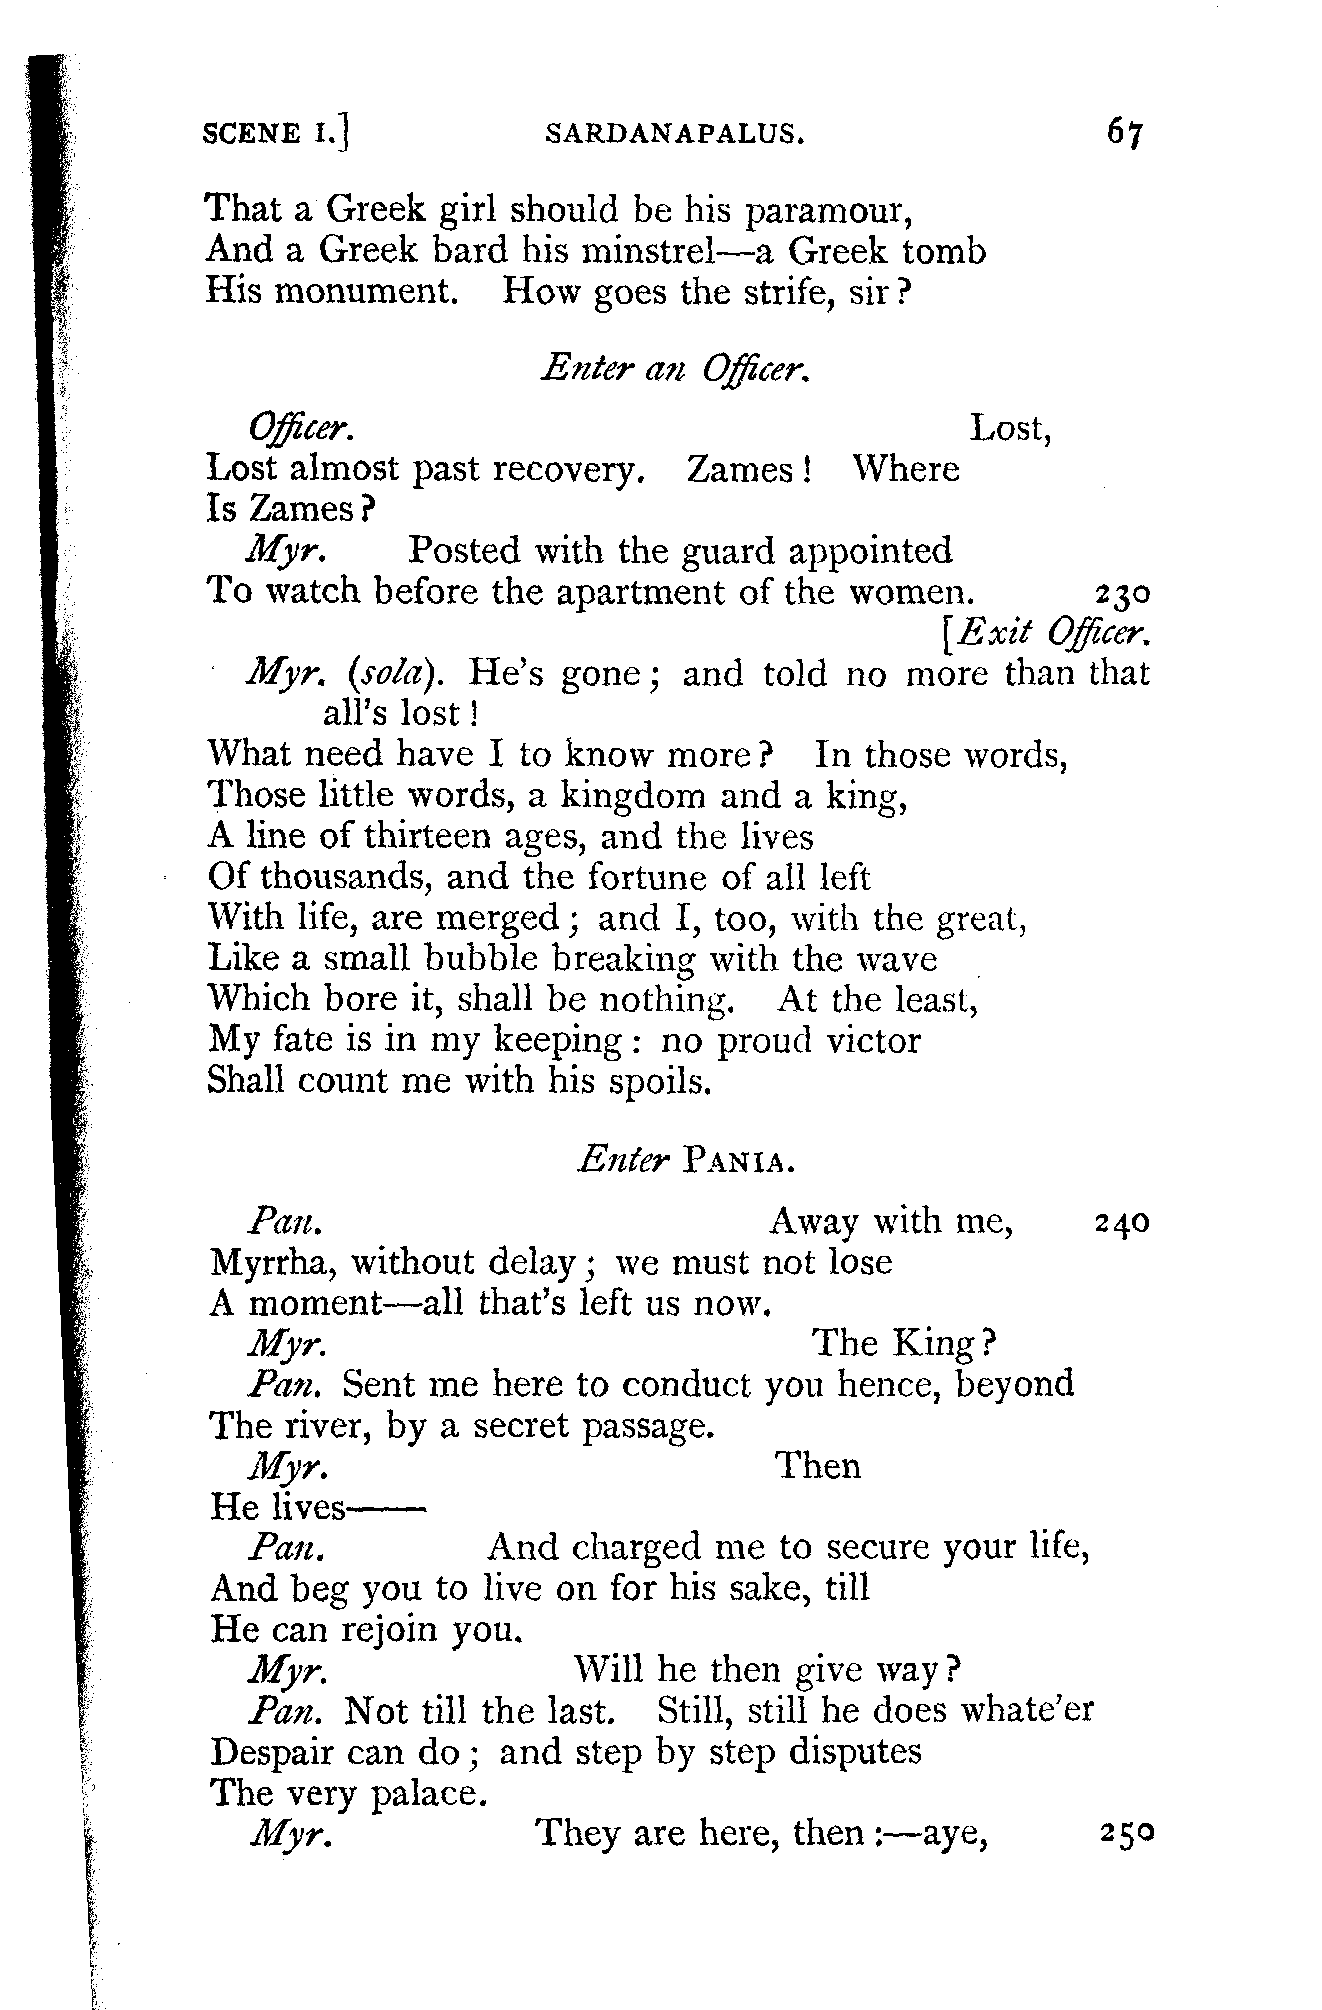 SCENE I.] SARDANAPALUS. 67
That a Greek girl should be his paramour,
And a Greek bard his minstrel—a Greek tomb
His monument. How goes the strife, sir?
Enter an Officer.
Officer. Lost,
Lost almost past recovery. Zames! Where
Is Zames?
Myr. Posted with the guard appointed
To watch before the apartment of the women. 230
[Exit Officer.
Myr. (sola). He's gone; and told no more than that
all's lost!
What need have I to know more? In those words,
Those little words, a kingdom and a king,
A line of thirteen ages, and the lives
Of thousands, and the fortune of all left
With life, are merged; and I, too, with the great,
Like a small bubble breaking with the wave
Which bore it, shall be nothing. At the least,
My fate is in my keeping: no proud victor
Shall count me with his spoils.
Enter PANIA.
Pan. Away with me, 240
Myrrha, without delay; we must not lose
A moment—all that's left us now.
Myr. The King?
Pan. Sent me here to conduct you hence, beyond
The river, by a secret passage.
Myr. Then
He lives——
Pan. And charged me to secure your life,
And beg you to live on for his sake, till
He can rejoin you.
Myr. Will he then give way?
Pan. Not till the last. Still, still he does whate'er
Despair can do; and step by step disputes
The very palace.
Myr. They are here, then:—aye, 250